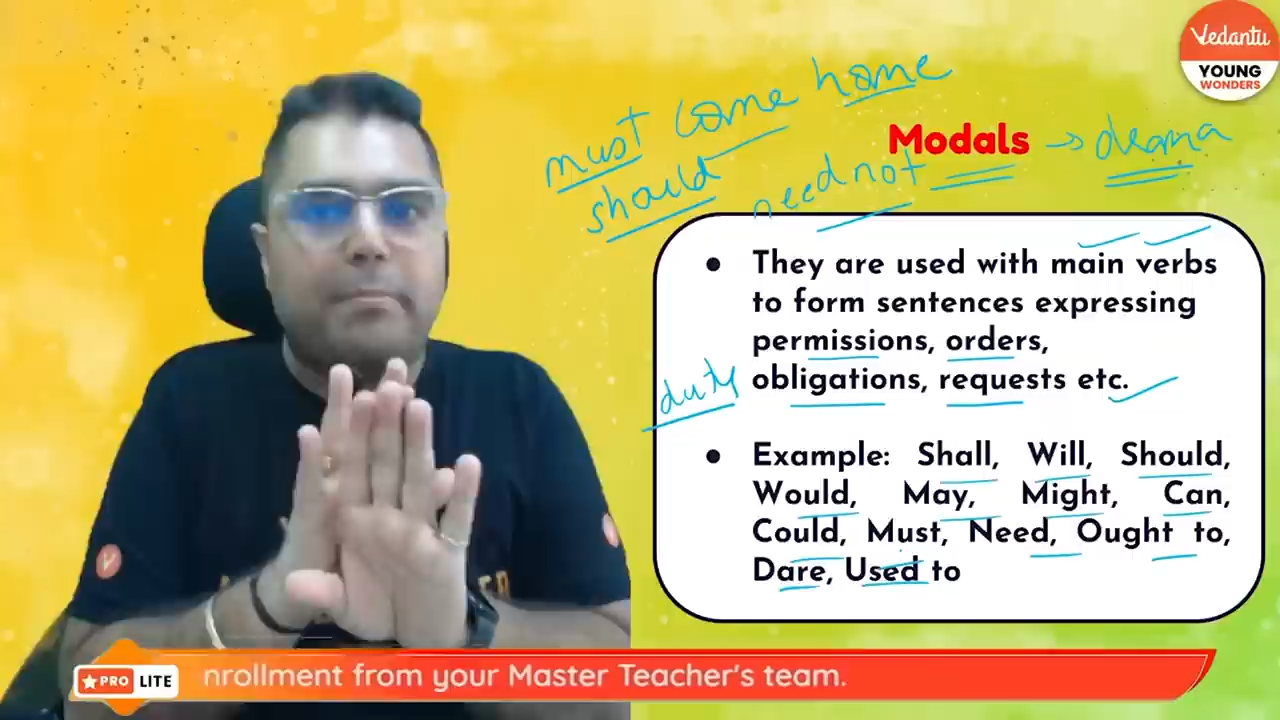 Vedantu
YOUNG
WONDERS
must come home
should need not
Modals → drama
They are used with main verbs
to form sentences expressing
permissions, orders,
duty
obligations, requests etc.
Example: Shall, Will, Should,
Would, May, Might, Can,
Could, Must, Need, Ought to,
Dare, Used to
PRO LITE
nrollment from your Master Teacher's team.